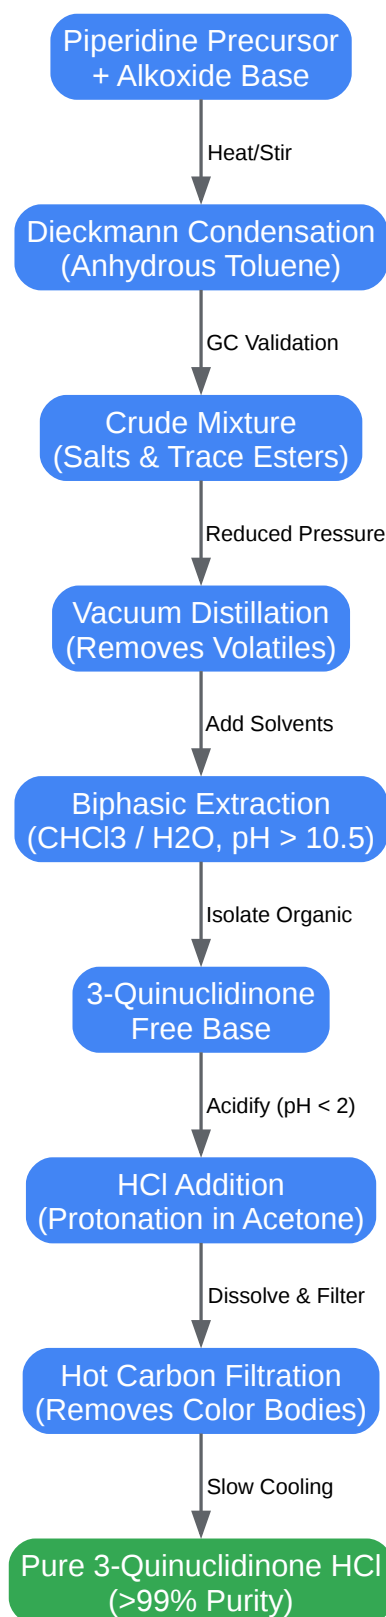 Piperidine Precursor
+ Alkoxide Base
Heat/Stir
Dieckmann Condensation
(Anhydrous Toluene)
GC Validation
Crude Mixture
(Salts & Trace Esters)
Reduced Pressure
Vacuum Distillation
(Removes Volatiles)
Add Solvents
Biphasic Extraction
(CHCl3 / H2O, pH > 10.5)
Isolate Organic
3-Quinuclidinone
Free Base
Acidify (pH < 2)
HCl Addition
(Protonation in Acetone)
Dissolve & Filter
Hot Carbon Filtration
(Removes Color Bodies)
Slow Cooling
Pure 3-Quinuclidinone HCl
(>99% Purity)